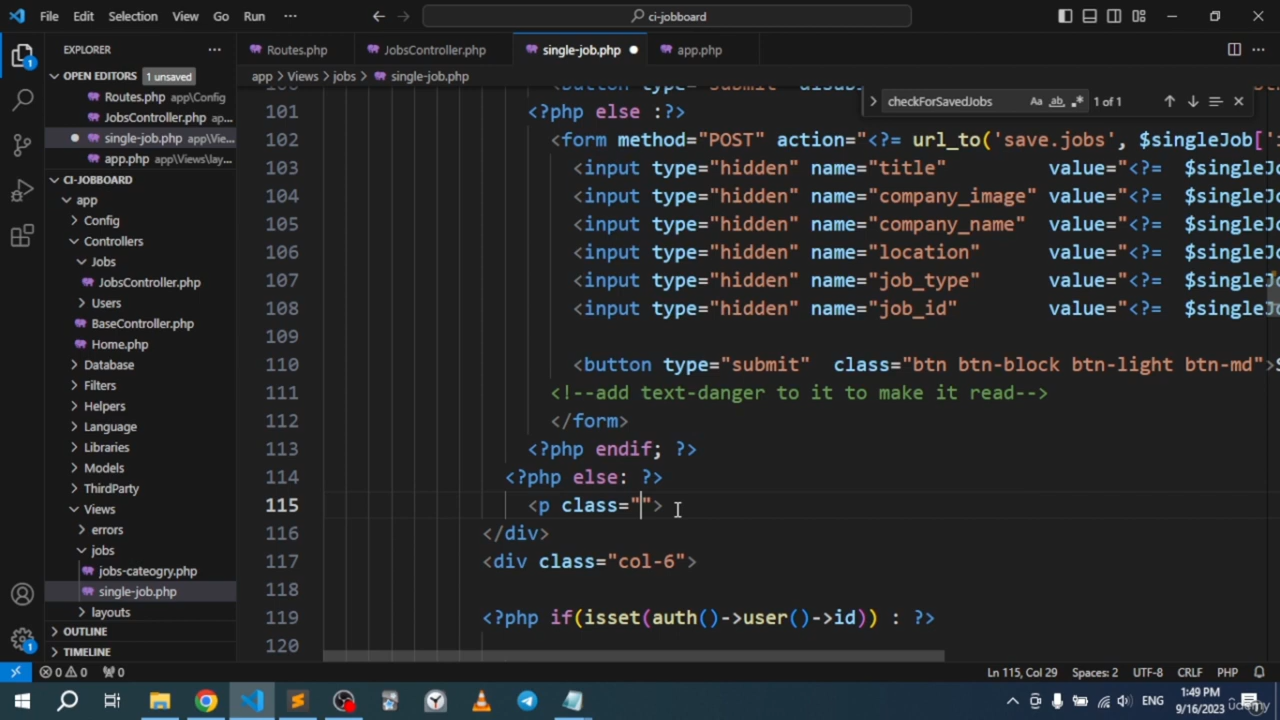 File Edit Selection View Go Run ··· ci-jobboard
EXPLORER ··· Routes.php JobsController.php single-job.php app.php ···
OPEN EDITORS 1 unsaved
app > Views > jobs > single-job.php
Routes.php app\Config
JobsController.php ap...
single-job.php app\Vie...
app.php app\Views\lay...
CI-JOBBOARD
app
Config
Controllers
Jobs
JobsController.php
Users
BaseController.php
Home.php
Database
Filters
Helpers
Language
Libraries
Models
ThirdParty
Views
errors
jobs
jobs-cateogry.php
single-job.php
layouts
OUTLINE
TIMELINE
checkForSavedJobs Aa ab .* 1 of 1
101 <?php else :?>
102 <form method="POST" action="<?= url_to('save.jobs', $singleJob['
103 <input type="hidden" name="title" value="<?= $singleJo
104 <input type="hidden" name="company_image" value="<?= $singleJo
105 <input type="hidden" name="company_name" value="<?= $singleJo
106 <input type="hidden" name="location" value="<?= $singleJo
107 <input type="hidden" name="job_type" value="<?= $singleJo
108 <input type="hidden" name="job_id" value="<?= $singleJo
109
110 <button type="submit" class="btn btn-block btn-light btn-md">
111 <!--add text-danger to it to make it read-->
112 </form>
113 <?php endif; ?>
114 <?php else: ?>
115 <p class="">
116 </div>
117 <div class="col-6">
118
119 <?php if(isset(auth()->user()->id)) : ?>
120
0 0 0 Ln 115, Col 29 Spaces: 2 UTF-8 CRLF PHP
ENG 1:49 PM
9/16/2023
udemy